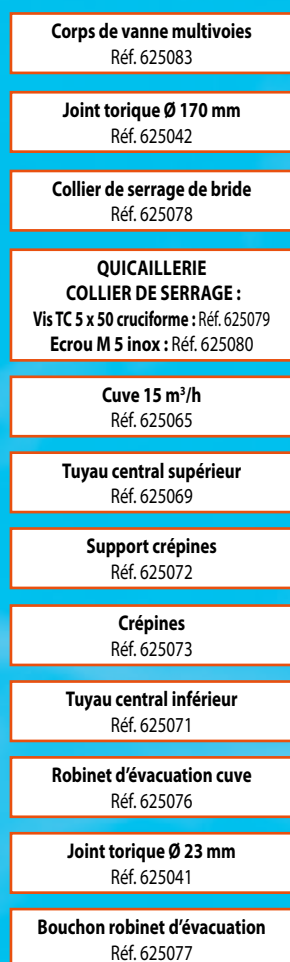 Corps de vanne multivoies
Réf. 625083
Joint torique Ø 170 mm
Réf. 625042
Collier de serrage de bride
Réf. 625078
QUICAILLERIE
COLLIER DE SERRAGE :
Vis TC 5 x 50 cruciforme : Réf. 625079
Ecrou M 5 inox : Réf. 625080
Cuve 15 m³/h
Réf. 625065
Tuyau central supérieur
Réf. 625069
Support crépines
Réf. 625072
Crépines
Réf. 625073
Tuyau central inférieur
Réf. 625071
Robinet d’évacuation cuve
Réf. 625076
Joint torique Ø 23 mm
Réf. 625041
Bouchon robinet d’évacuation
Réf. 625077